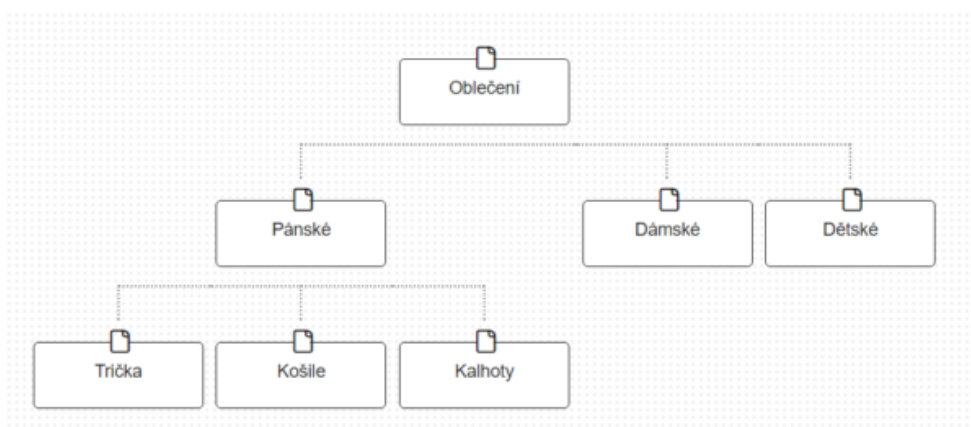 Oblečení
Pánské
Dámské
Dětské
Trička
Košile
Kalhoty